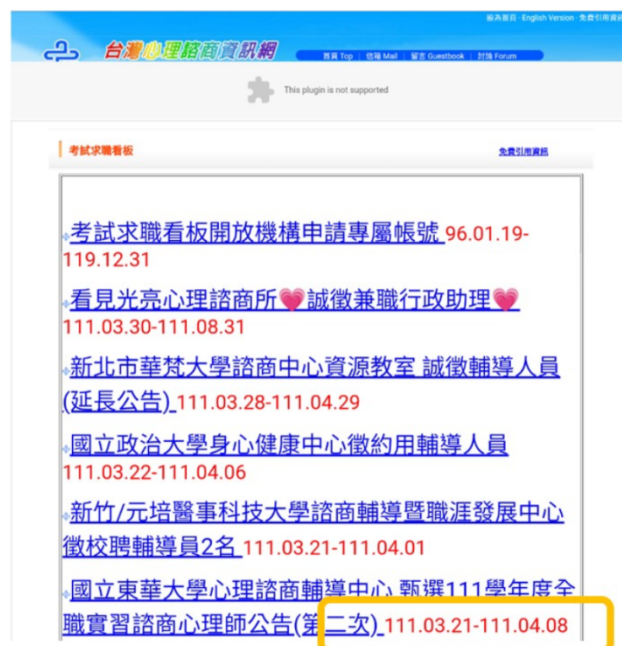 設為首頁 · English Version · 免費引用資訊
台灣心理諮商資訊網
首頁 Top | 信箱 Mail | 留言 Guestbook | 討論 Forum
This plugin is not supported
考試求職看板
免費引用資訊
考試求職看板開放機構申請專屬帳號 96.01.19-
119.12.31
看見光亮心理諮商所💗誠徵兼職行政助理💗
111.03.30-111.08.31
新北市華梵大學諮商中心資源教室 誠徵輔導人員
(延長公告) 111.03.28-111.04.29
國立政治大學身心健康中心徵約用輔導人員
111.03.22-111.04.06
新竹/元培醫事科技大學諮商輔導暨職涯發展中心
徵校聘輔導員2名 111.03.21-111.04.01
國立東華大學心理諮商輔導中心 甄選111學年度全
職實習諮商心理師公告(第二次) 111.03.21-111.04.08